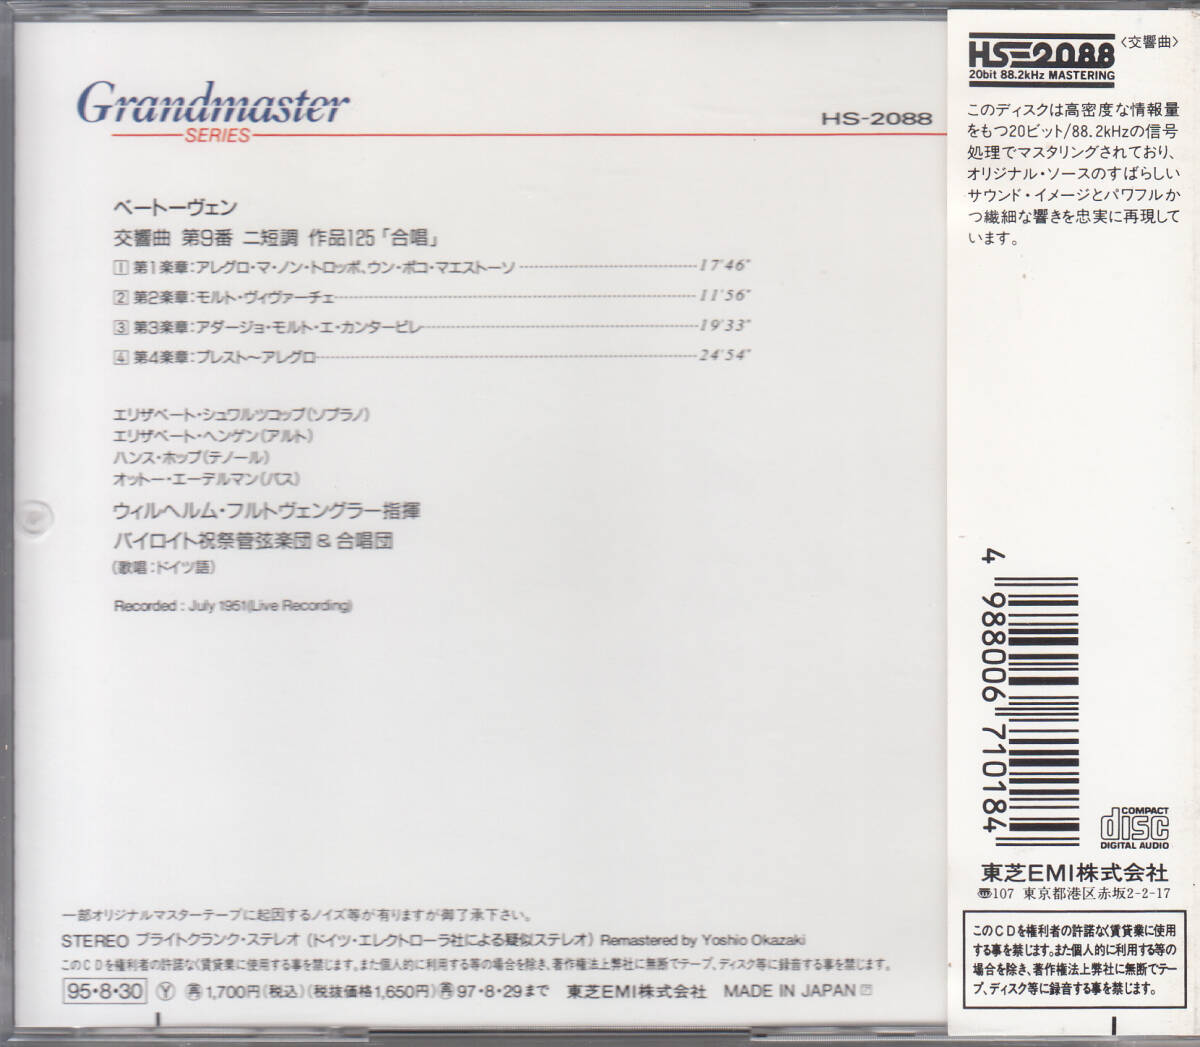 Grandmaster
SERIES
HS-2088
ベートーヴェン
交響曲 第9番 ニ短調 作品125「合唱」
1 第1楽章:アレグロ・マ・ノン・トロッポ、ウン・ポコ・マエストーソ 17'46"
2 第2楽章:モルト・ヴィヴァーチェ 11'56"
3 第3楽章:アダージョ・モルト・エ・カンタービレ 19'33"
4 第4楽章:プレスト〜アレグロ 24'54"
エリザベート・シュワルツコップ(ソプラノ)
エリザベート・ヘンゲン(アルト)
ハンス・ホップ(テノール)
オットー・エーデルマン(バス)
ウィルヘルム・フルトヴェングラー指揮
バイロイト祝祭管弦楽団&合唱団
(歌唱:ドイツ語)
Recorded : July 1951(Live Recording)
一部オリジナルマスターテープに起因するノイズ等が有りますが御了承下さい。
STEREO ブライトクランク・ステレオ(ドイツ・エレクトローラ社による疑似ステレオ) Remastered by Yoshio Okazaki
このCDを権利者の許諾なく賃貸業に使用する事を禁じます。また個人的に利用する等の場合を除き、著作権法上弊社に無断でテープ、ディスク等に録音する事を禁じます。
95・8・30 Ⓨ 再1,700円(税込)(税抜価格1,650円)再97・8・29まで 東芝EMI株式会社 MADE IN JAPAN
HS-2088
20bit 88.2kHz MASTERING
〈交響曲〉
このディスクは高密度な情報量
をもつ20ビット/88.2kHzの信号
処理でマスタリングされており、
オリジナル・ソースのすばらしい
サウンド・イメージとパワフルか
つ繊細な響きを忠実に再現して
います。
4 988006 710184
COMPACT
disc
DIGITAL AUDIO
東芝EMI株式会社
〠107 東京都港区赤坂2-2-17
このCDを権利者の許諾なく賃貸業に使用
する事を禁じます。また個人的に利用する等の
場合を除き、著作権法上弊社に無断でテー
プ、ディスク等に録音する事を禁じます。